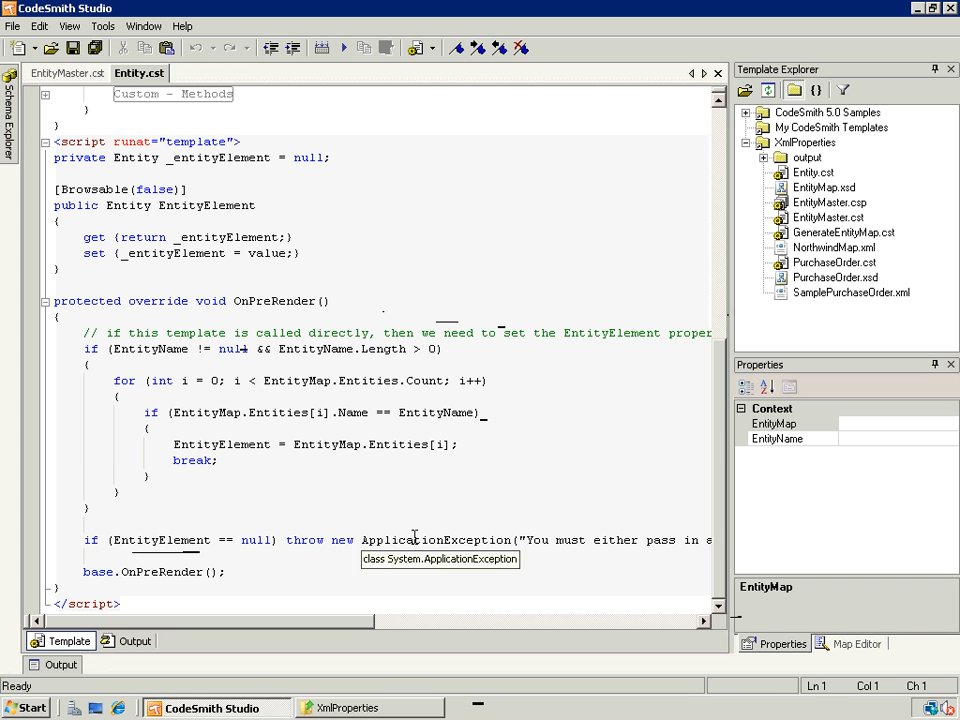 CodeSmith Studio
File Edit View Tools Window Help
EntityMaster.cst Entity.cst
Schema Explorer
Custom - Methods
}
}
<script runat="template">
private Entity _entityElement = null;
[Browsable(false)]
public Entity EntityElement
{
get {return _entityElement;}
set {_entityElement = value;}
}
protected override void OnPreRender()
{
// if this template is called directly, then we need to set the EntityElement proper
if (EntityName != null && EntityName.Length > 0)
{
for (int i = 0; i < EntityMap.Entities.Count; i++)
{
if (EntityMap.Entities[i].Name == EntityName)
{
EntityElement = EntityMap.Entities[i];
break;
}
}
}
if (EntityElement == null) throw new ApplicationException("You must either pass in a
class System.ApplicationException
base.OnPreRender();
}
</script>
Template Output
Output
Template Explorer
CodeSmith 5.0 Samples
My CodeSmith Templates
XmlProperties
output
Entity.cst
EntityMap.xsd
EntityMaster.csp
EntityMaster.cst
GenerateEntityMap.cst
NorthwindMap.xml
PurchaseOrder.cst
PurchaseOrder.xsd
SamplePurchaseOrder.xml
Properties
Context
EntityMap
EntityName
EntityMap
Properties Map Editor
Ready Ln 1 Col 1 Ch 1
Start CodeSmith Studio XmlProperties